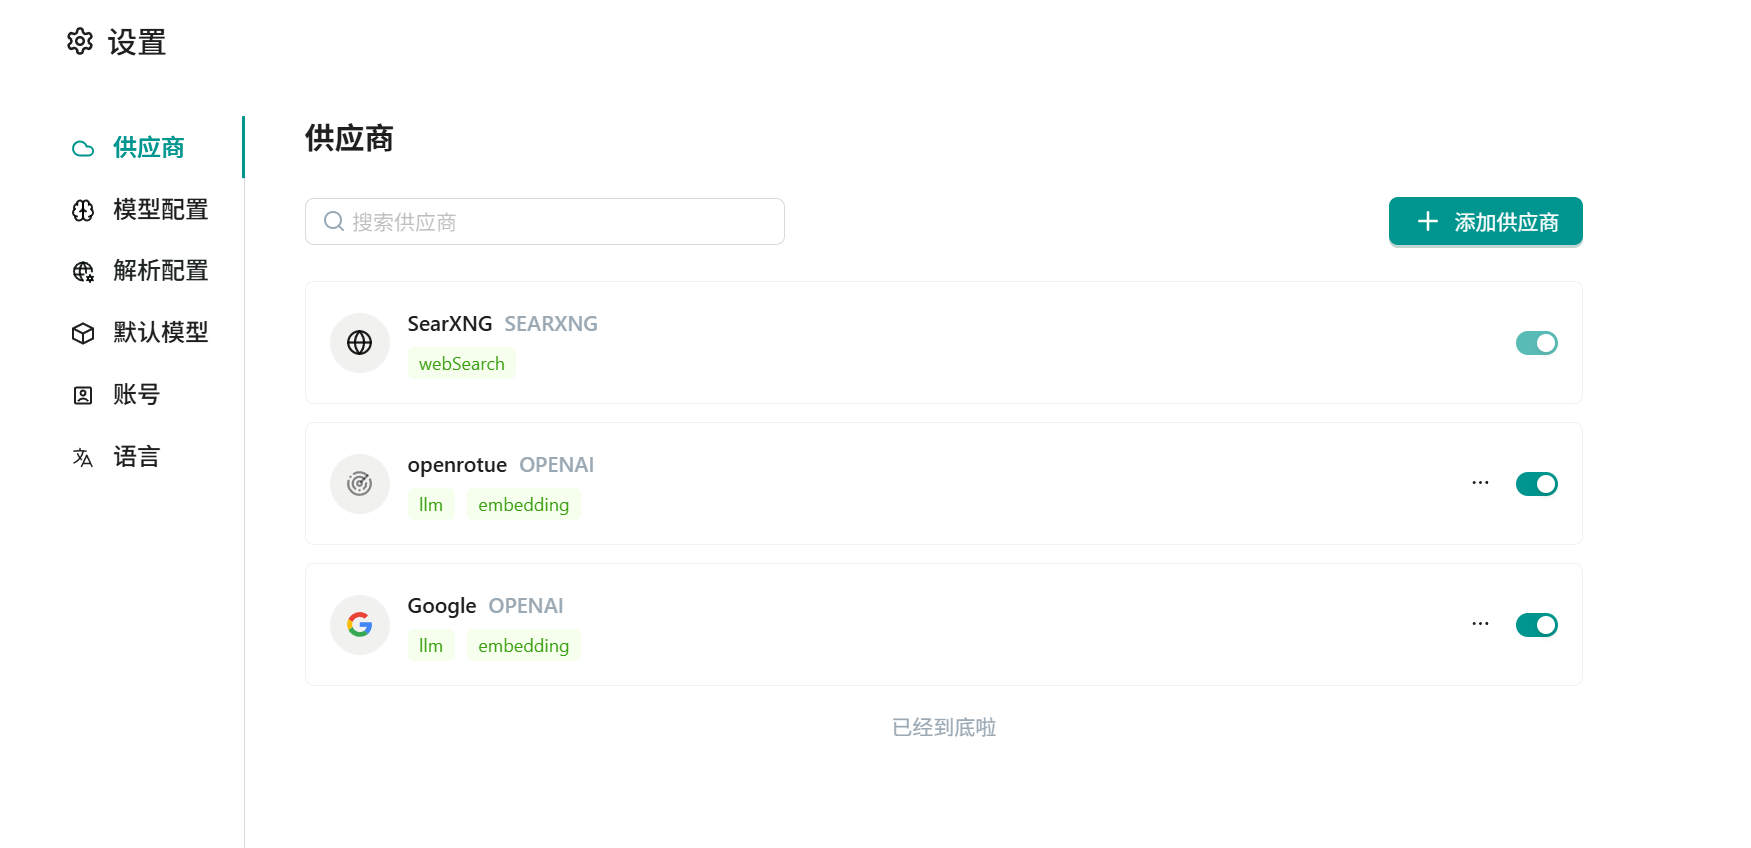 设置
供应商
模型配置
解析配置
默认模型
账号
语言
供应商
搜索供应商
添加供应商
SearXNG SEARXNG
webSearch
openrotue OPENAI
llm embedding
Google OPENAI
llm embedding
已经到底啦